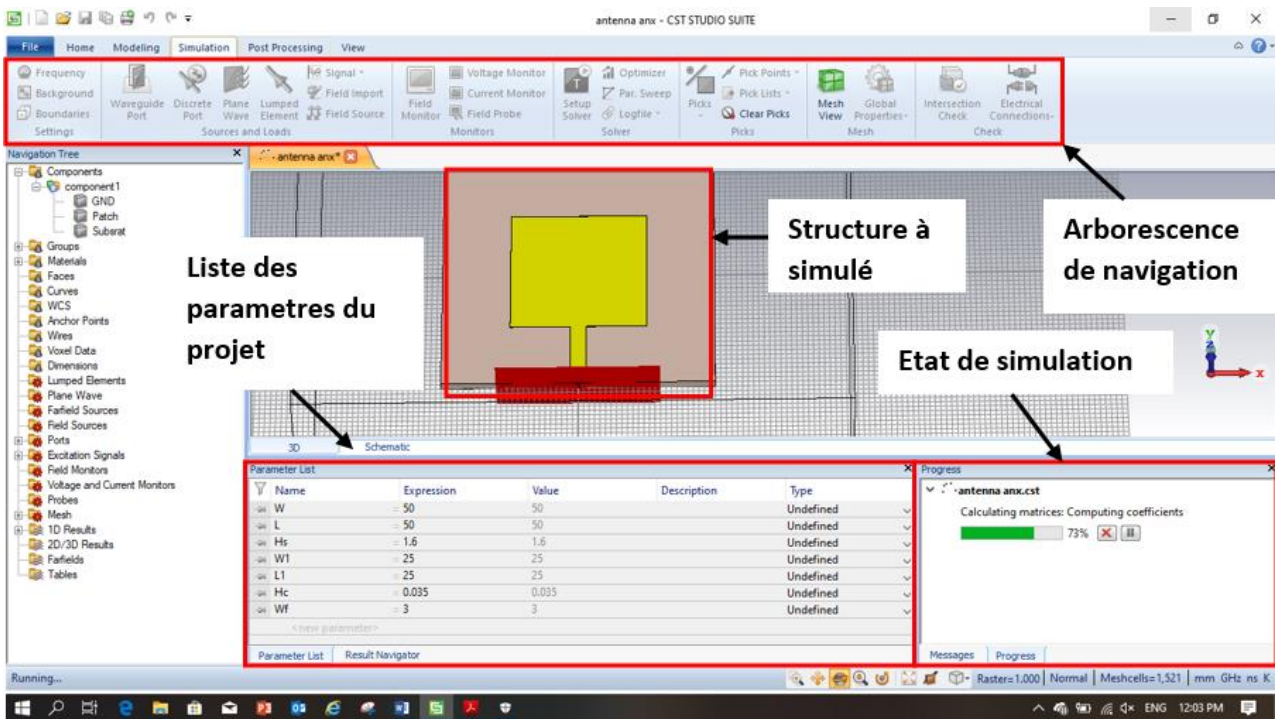 antenna anx - CST STUDIO SUITE
File Home Modeling Simulation Post Processing View
Frequency
Background
Boundaries
Settings
Waveguide Port
Discrete Port
Plane Wave
Lumped Element
Signal
Field Import
Field Source
Sources and Loads
Field Monitor
Voltage Monitor
Current Monitor
Field Probe
Monitors
Setup Solver
Optimizer
Par. Sweep
Logfile
Solver
Picks
Pick Points
Pick Lists
Clear Picks
Picks
Mesh View
Global Properties
Mesh
Intersection Check
Electrical Connections
Check
Navigation Tree
antenna anx*
Components
component1
GND
Patch
Subsrat
Groups
Materials
Faces
Curves
WCS
Anchor Points
Wires
Voxel Data
Dimensions
Lumped Elements
Plane Wave
Farfield Sources
Field Sources
Ports
Excitation Signals
Field Monitors
Voltage and Current Monitors
Probes
Mesh
1D Results
2D/3D Results
Farfields
Tables
Liste des
parametres du
projet
Structure à
simulé
Arborescence
de navigation
Etat de simulation
y
z
x
3D Schematic
Parameter List
Name Expression Value Description Type
W = 50 50 Undefined
L = 50 50 Undefined
Hs = 1.6 1.6 Undefined
W1 = 25 25 Undefined
L1 = 25 25 Undefined
Hc = 0.035 0.035 Undefined
Wf = 3 3 Undefined
<new parameter>
Parameter List Result Navigator
Progress
antenna anx.cst
Calculating matrices: Computing coefficients
73%
Messages Progress
Running...
Raster=1.000 Normal Meshcells=1,521 mm GHz ns K
ENG 12:03 PM